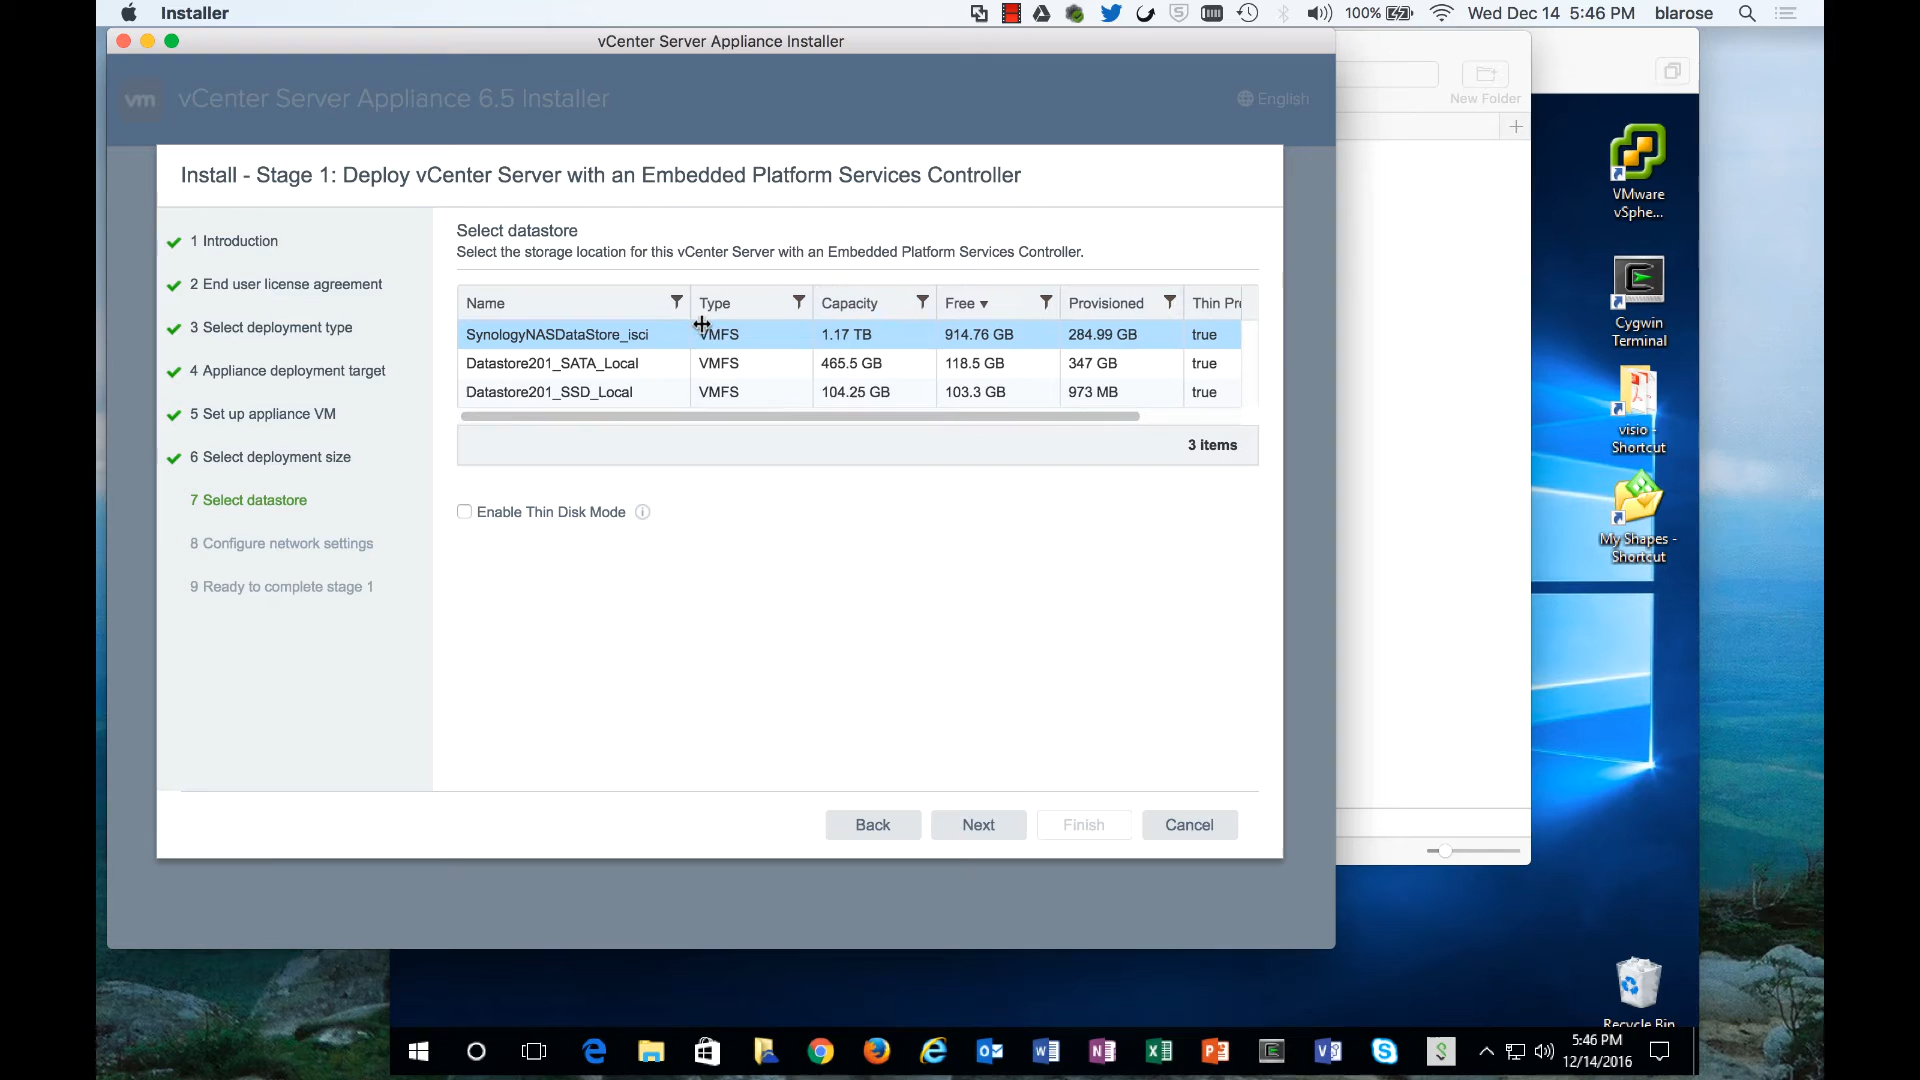 Installer
100%
Wed Dec 14 5:46 PM
blarose
vCenter Server Appliance Installer
vm vCenter Server Appliance 6.5 Installer
English
New Folder
Install - Stage 1: Deploy vCenter Server with an Embedded Platform Services Controller
1 Introduction
2 End user license agreement
3 Select deployment type
4 Appliance deployment target
5 Set up appliance VM
6 Select deployment size
7 Select datastore
8 Configure network settings
9 Ready to complete stage 1
Select datastore
Select the storage location for this vCenter Server with an Embedded Platform Services Controller.
Name Type Capacity Free Provisioned Thin Pr
SynologyNASDataStore_isci VMFS 1.17 TB 914.76 GB 284.99 GB true
Datastore201_SATA_Local VMFS 465.5 GB 118.5 GB 347 GB true
Datastore201_SSD_Local VMFS 104.25 GB 103.3 GB 973 MB true
3 items
Enable Thin Disk Mode
Back Next Finish Cancel
VMware
vSphe...
Cygwin
Terminal
visio -
Shortcut
My Shapes -
Shortcut
Recycle Bin
5:46 PM
12/14/2016